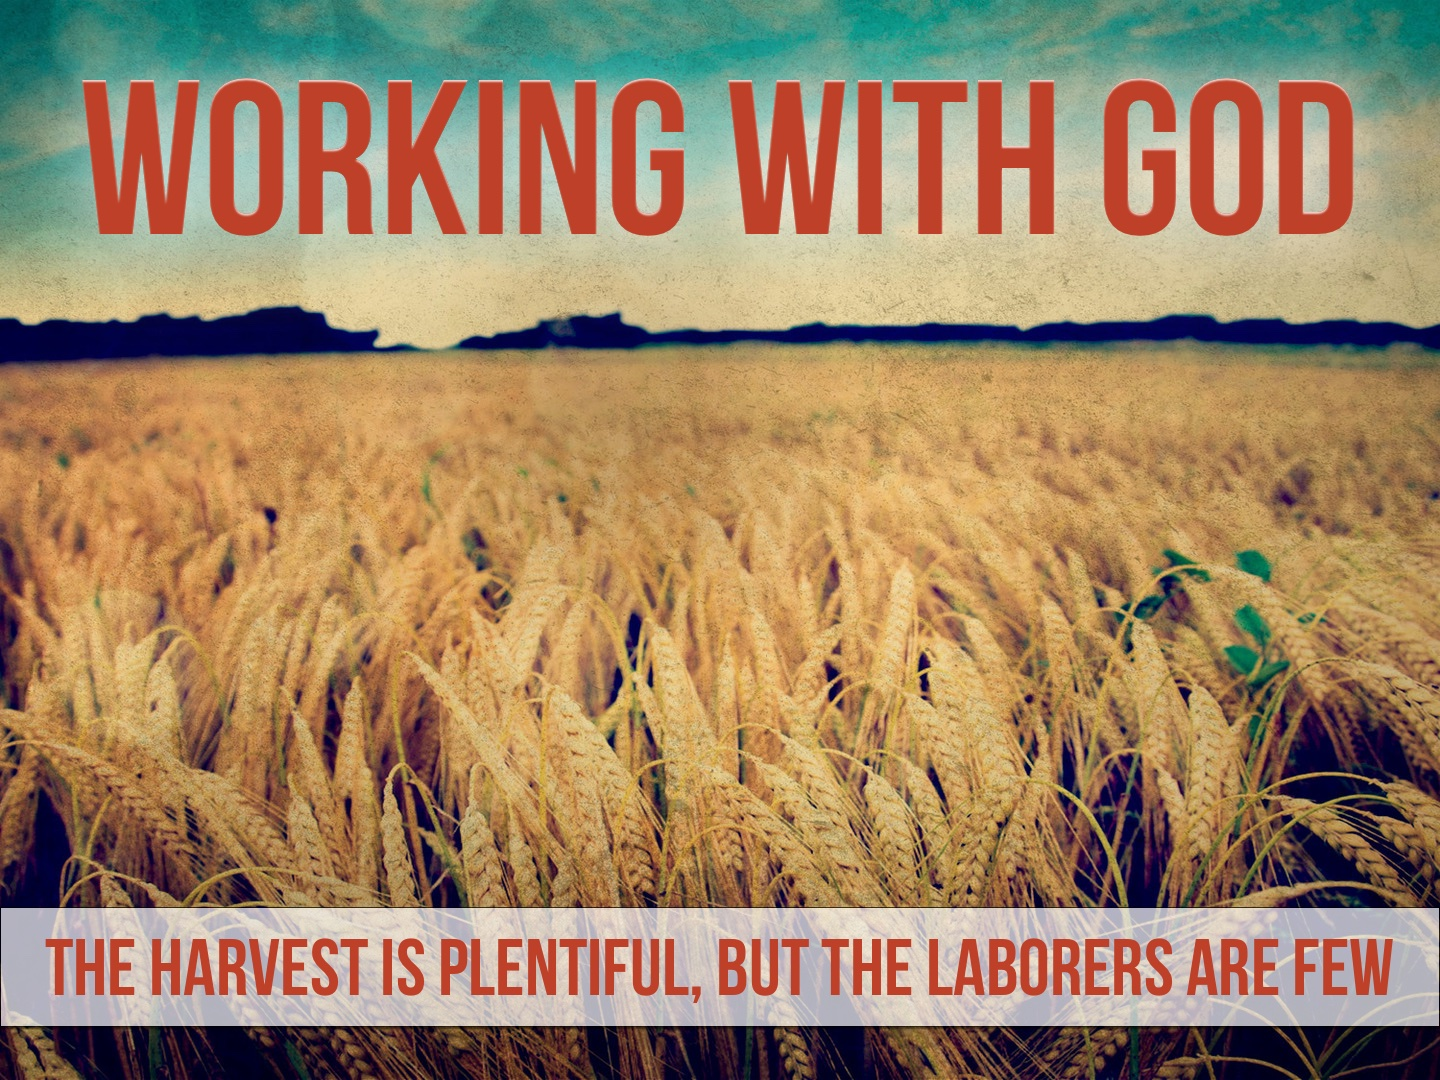 WORKING WITH GOD
THE HARVEST IS PLENTIFUL, BUT THE LABORERS ARE FEW